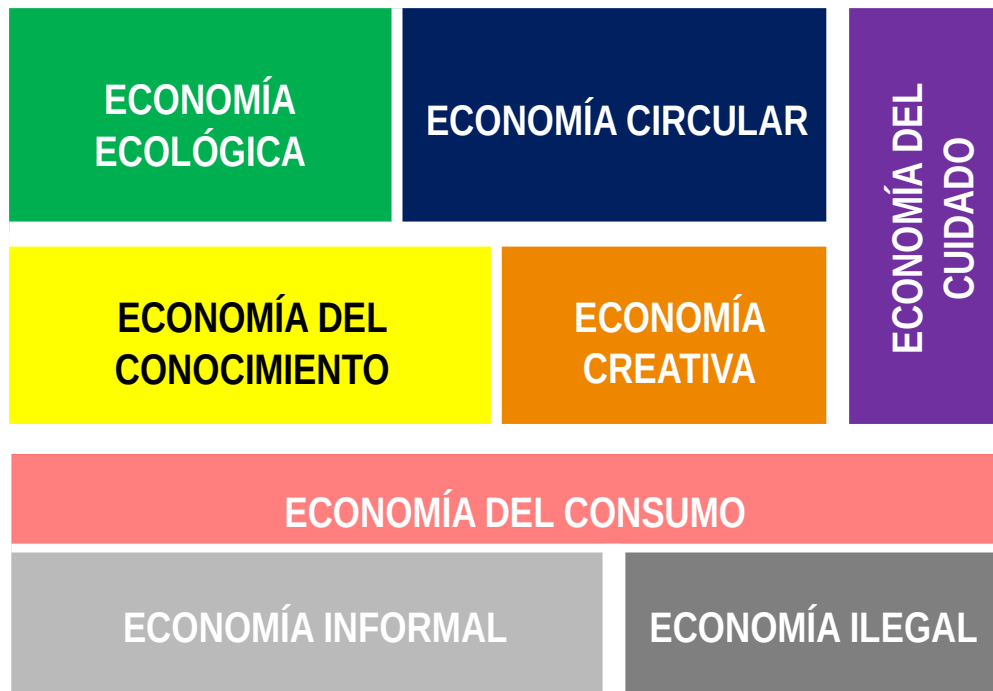 ECONOMÍA
ECOLÓGICA
ECONOMÍA CIRCULAR
ECONOMÍA DEL
CUIDADO
ECONOMÍA DEL
CONOCIMIENTO
ECONOMÍA
CREATIVA
ECONOMÍA DEL CONSUMO
ECONOMÍA INFORMAL
ECONOMÍA ILEGAL